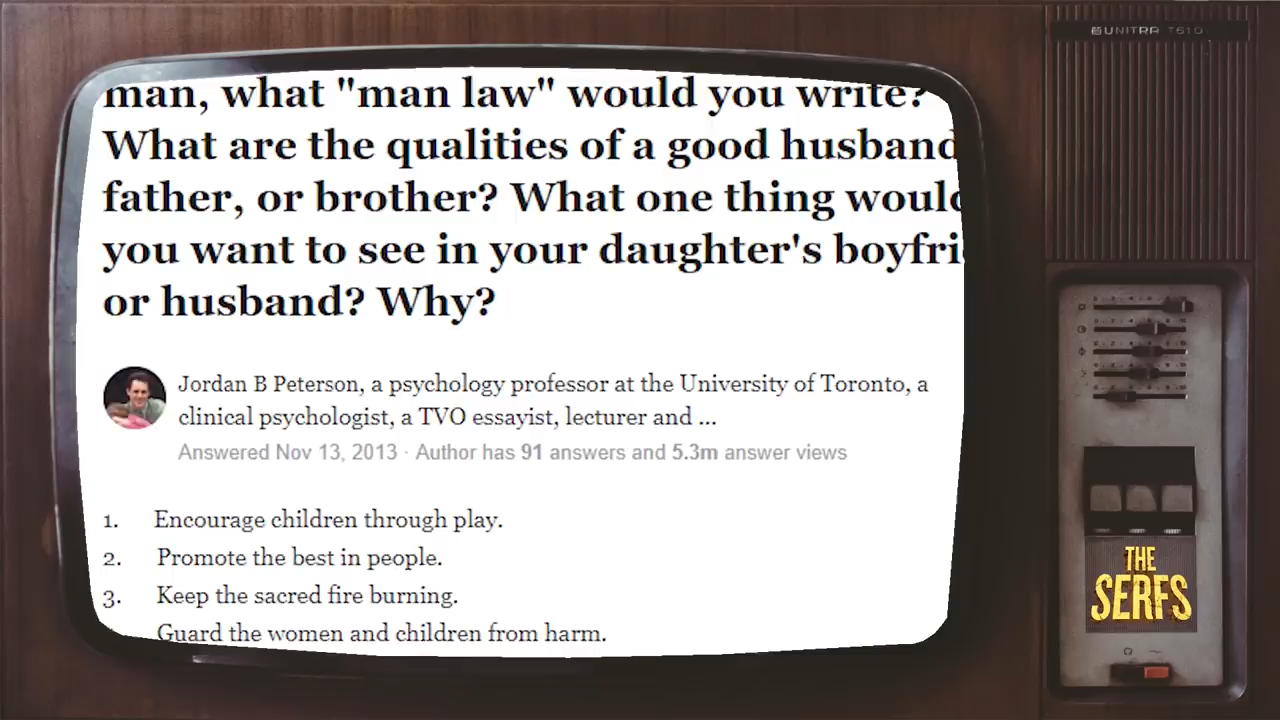 man, what "man law" would you write?
What are the qualities of a good husband
father, or brother? What one thing would
you want to see in your daughter's boyfri
or husband? Why?
Jordan B Peterson, a psychology professor at the University of Toronto, a
clinical psychologist, a TVO essayist, lecturer and ...
Answered Nov 13, 2013 · Author has 91 answers and 5.3m answer views
1. Encourage children through play.
2. Promote the best in people.
3. Keep the sacred fire burning.
Guard the women and children from harm.
UNITRA T610
THE
SERFS